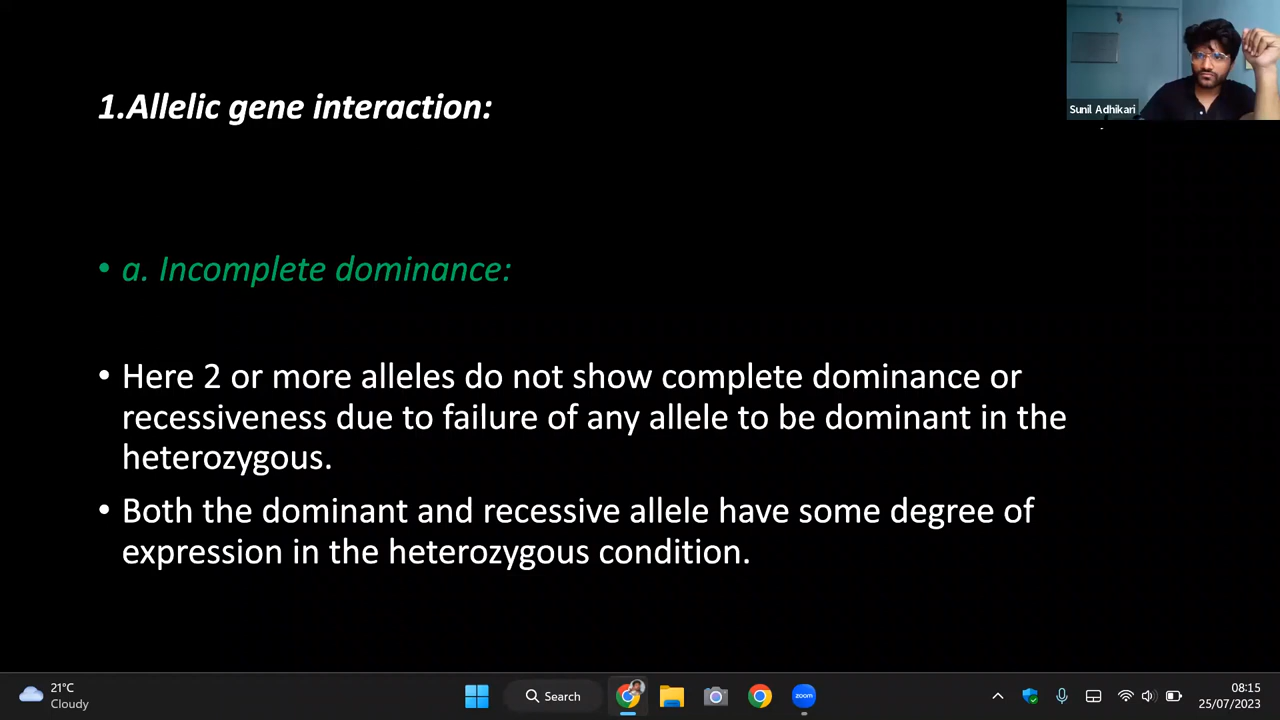 Sunil Adhikari
1.Allelic gene interaction:
• a. Incomplete dominance:
• Here 2 or more alleles do not show complete dominance or
recessiveness due to failure of any allele to be dominant in the
heterozygous.
• Both the dominant and recessive allele have some degree of
expression in the heterozygous condition.
21°C
Cloudy
Search
zoom
08:15
25/07/2023